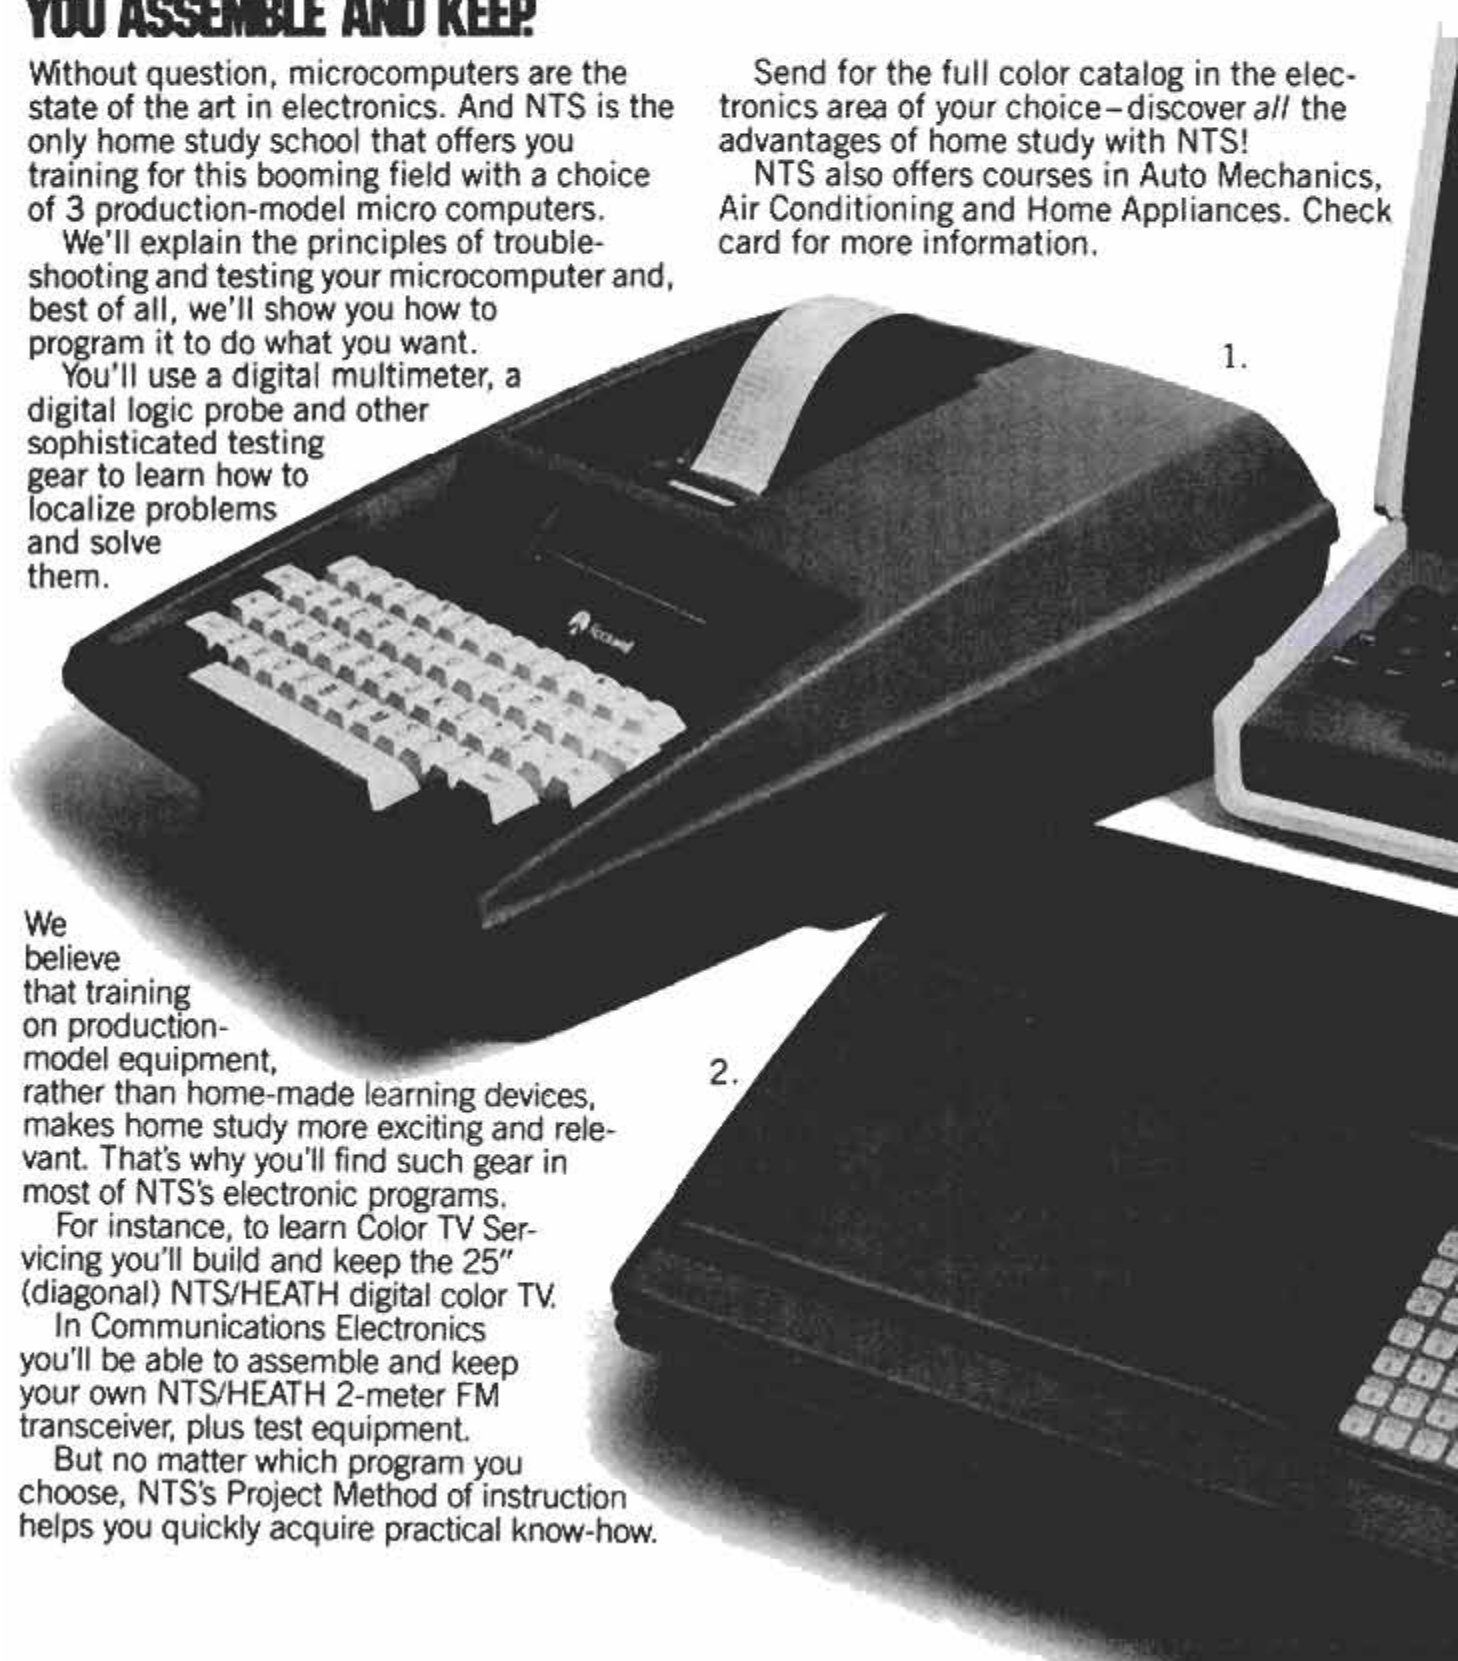 YOU ASSEMBLE AND KEEP.
Without question, microcomputers are the
state of the art in electronics. And NTS is the
only home study school that offers you
training for this booming field with a choice
of 3 production-model micro computers.
We'll explain the principles of trouble-
shooting and testing your microcomputer and,
best of all, we'll show you how to
program it to do what you want.
You'll use a digital multimeter, a
digital logic probe and other
sophisticated testing
gear to learn how to
localize problems
and solve
them.
We
believe
that training
on production-
model equipment,
rather than home-made learning devices,
makes home study more exciting and rele-
vant. That's why you'll find such gear in
most of NTS's electronic programs.
For instance, to learn Color TV Ser-
vicing you'll build and keep the 25"
(diagonal) NTS/HEATH digital color TV.
In Communications Electronics
you'll be able to assemble and keep
your own NTS/HEATH 2-meter FM
transceiver, plus test equipment.
But no matter which program you
choose, NTS's Project Method of instruction
helps you quickly acquire practical know-how.
Send for the full color catalog in the elec-
tronics area of your choice–discover all the
advantages of home study with NTS!
NTS also offers courses in Auto Mechanics,
Air Conditioning and Home Appliances. Check
card for more information.
1.
Rockwell
2.